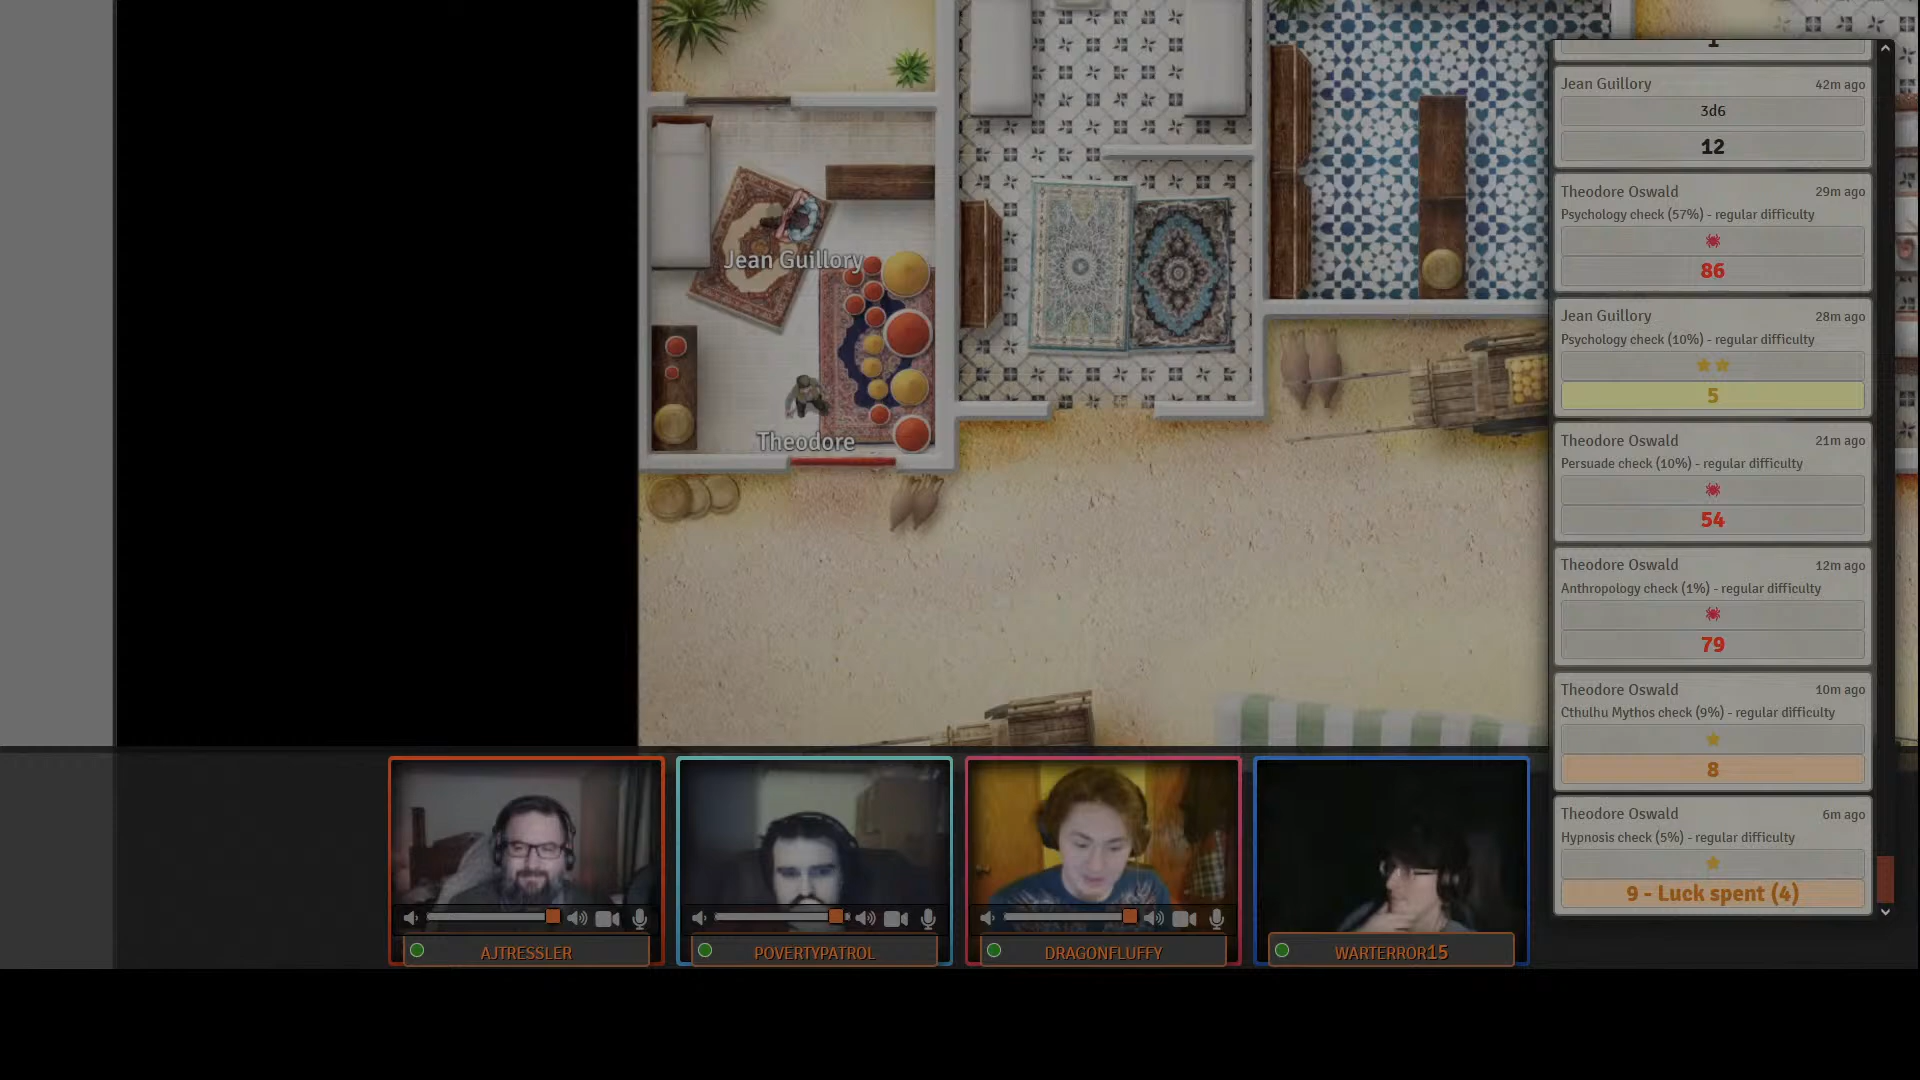 1
Jean Guillory 42m ago
3d6
12
Theodore Oswald 29m ago
Psychology check (57%) - regular difficulty
86
Jean Guillory 28m ago
Psychology check (10%) - regular difficulty
5
Theodore Oswald 21m ago
Persuade check (10%) - regular difficulty
54
Theodore Oswald 12m ago
Anthropology check (1%) - regular difficulty
79
Theodore Oswald 10m ago
Cthulhu Mythos check (9%) - regular difficulty
8
Theodore Oswald 6m ago
Hypnosis check (5%) - regular difficulty
9 - Luck spent (4)
Jean Guillory
Theodore
AJTRESSLER
POVERTYPATROL
DRAGONFLUFFY
WARTERROR15